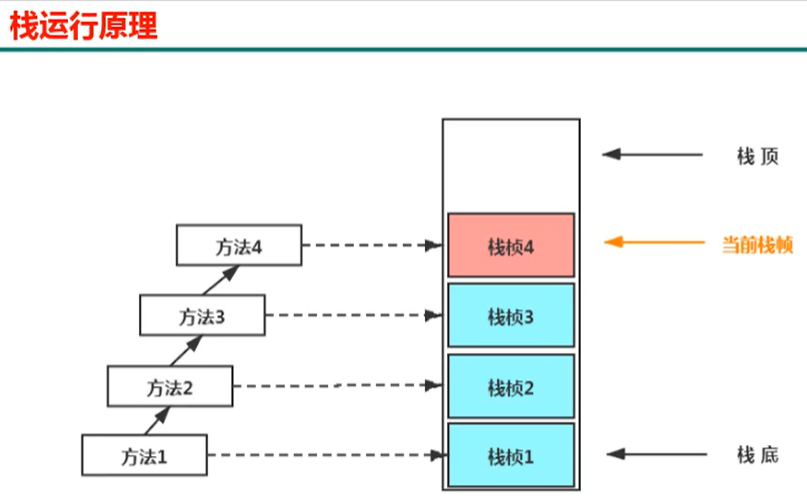 栈运行原理
栈 顶
方法4
栈桢4
当前栈帧
方法3
栈桢3
方法2
栈桢2
方法1
栈桢1
栈 底